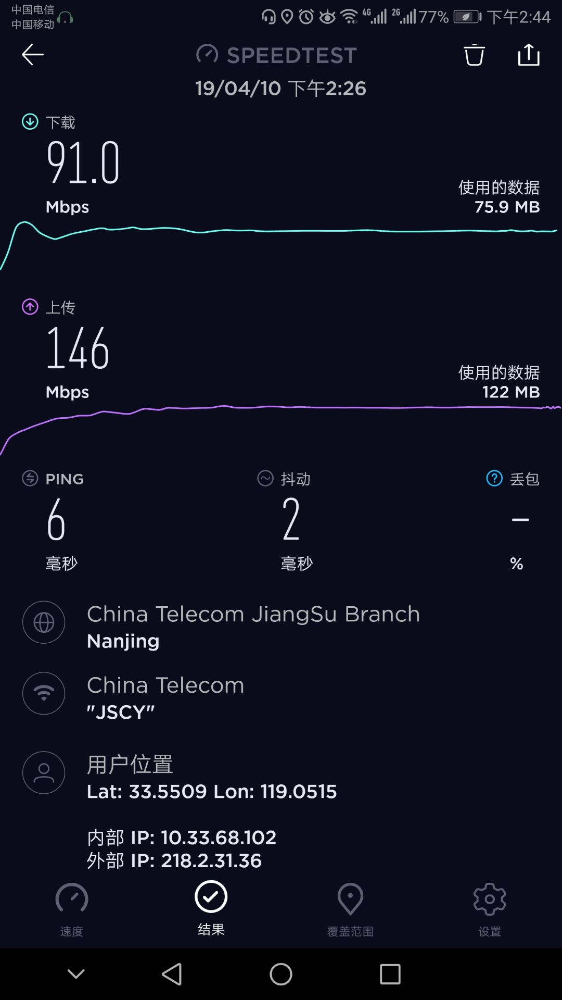 中国电信
中国移动
4G 2G 77% 下午2:44
SPEEDTEST
19/04/10 下午2:26
下载
91.0
Mbps
使用的数据
75.9 MB
上传
146
Mbps
使用的数据
122 MB
PING 抖动 丢包
6 2 –
毫秒 毫秒 %
China Telecom JiangSu Branch
Nanjing
China Telecom
"JSCY"
用户位置
Lat: 33.5509 Lon: 119.0515
内部 IP: 10.33.68.102
外部 IP: 218.2.31.36
速度 结果 覆盖范围 设置